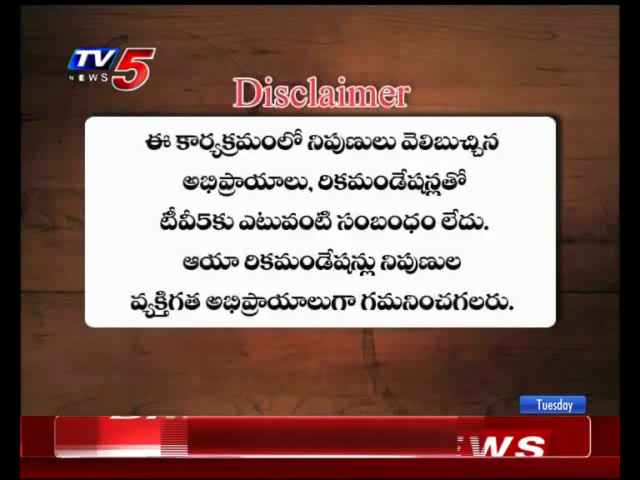 TV5
NEWS
Disclaimer
ఈ కార్యక్రమంలో నిపుణులు వెలిబుచ్చిన
అభిప్రాయాలు, రికమండేషన్లతో
టీవీ5కు ఎటువంటి సంబంధం లేదు.
ఆయా రికమండేషన్లు నిపుణుల
వ్యక్తిగత అభిప్రాయాలుగా గమనించగలరు.
Tuesday
NEWS